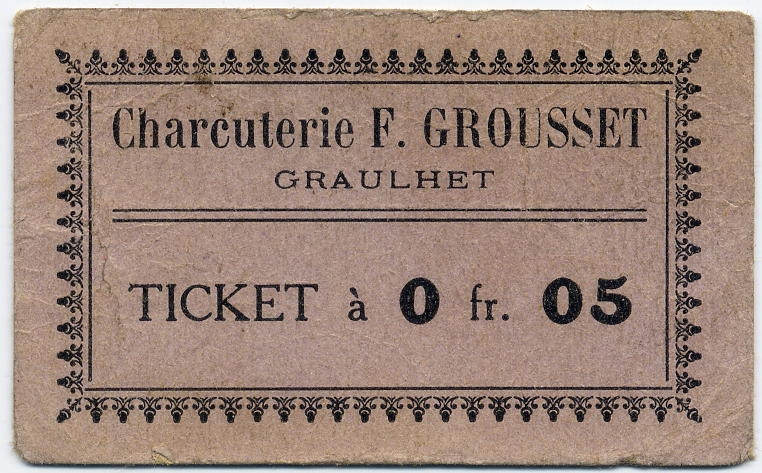 Charcuterie F. GROUSSET
GRAULHET
TICKET à 0 fr. 05